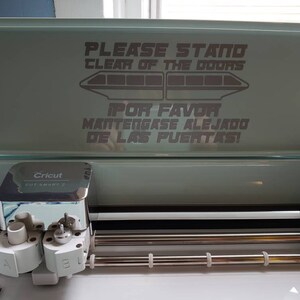 PLEASE STAND
CLEAR OF THE DOORS
¡POR FAVOR
MANTENGASE ALEJADO
DE LAS PUERTAS!
Cricut